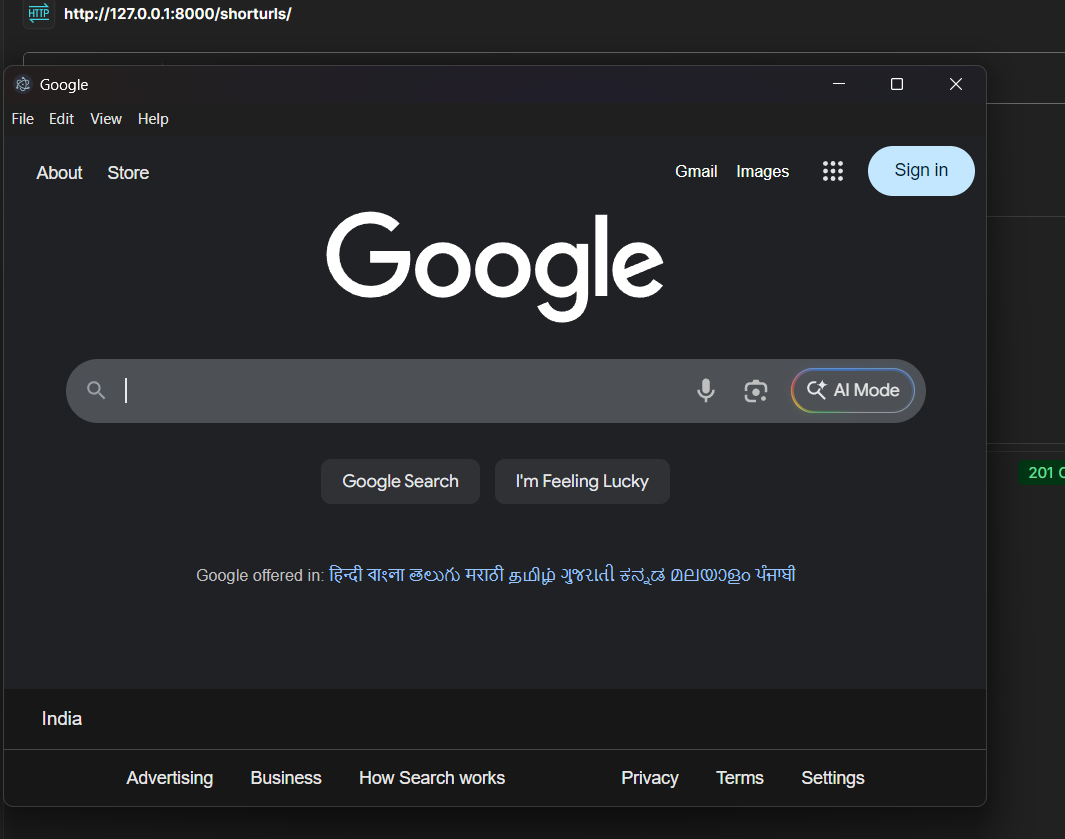 HTTP http://127.0.0.1:8000/shorturls/
Google
File Edit View Help
About Store Gmail Images Sign in
Google
AI Mode
Google Search I'm Feeling Lucky
Google offered in: हिन्दी বাংলা తెలుగు मराठी தமிழ் ગુજરાતી ಕನ್ನಡ മലയാളം ਪੰਜਾਬੀ
201 C
India
Advertising Business How Search works Privacy Terms Settings